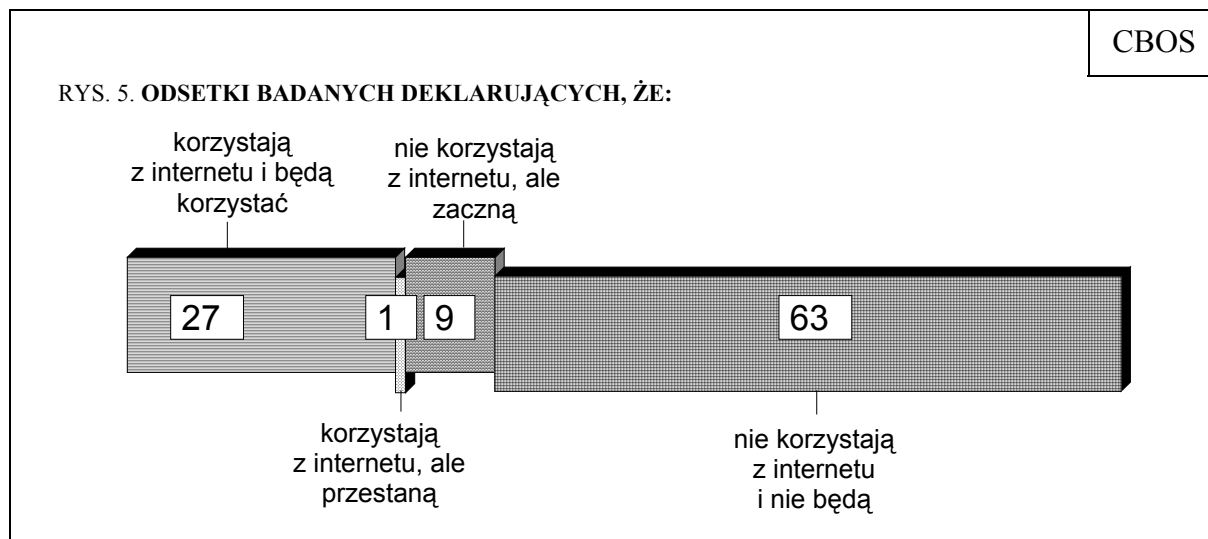 CBOS
RYS. 5. ODSETKI BADANYCH DEKLARUJĄCYCH, ŻE:
korzystają
z internetu i będą
korzystać
nie korzystają
z internetu, ale
zaczną
27
1
9
63
korzystają
z internetu, ale
przestaną
nie korzystają
z internetu
i nie będą